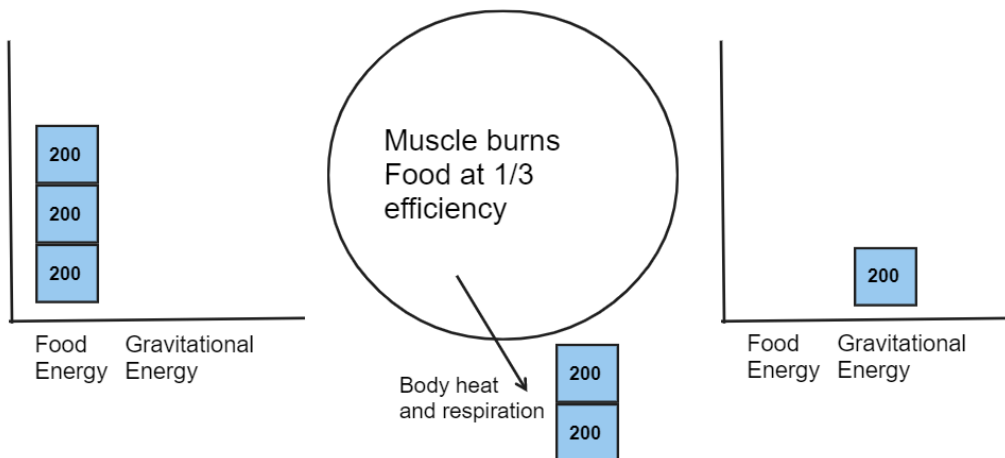 200
200
200
Food Gravitational
Energy Energy
Muscle burns
Food at 1/3
efficiency
Body heat
and respiration
200
200
200
Food Gravitational
Energy Energy